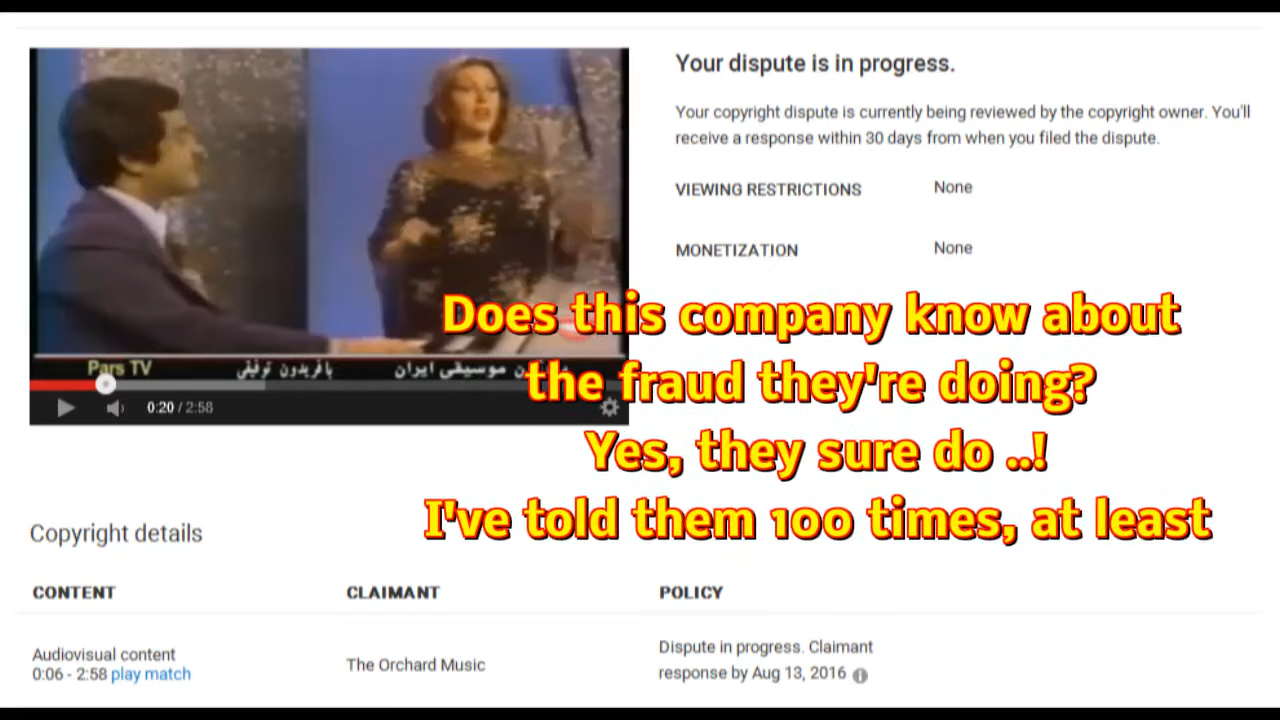 Your dispute is in progress.
Your copyright dispute is currently being reviewed by the copyright owner. You'll
receive a response within 30 days from when you filed the dispute.
VIEWING RESTRICTIONS None
MONETIZATION None
Does this company know about
the fraud they're doing?
Yes, they sure do ..!
I've told them 100 times, at least
Pars TV
با فریدون توفیقی
موسیقی ایران
0:20 / 2:58
Copyright details
CONTENT CLAIMANT POLICY
Audiovisual content
0:06 - 2:58 play match
The Orchard Music
Dispute in progress. Claimant
response by Aug 13, 2016